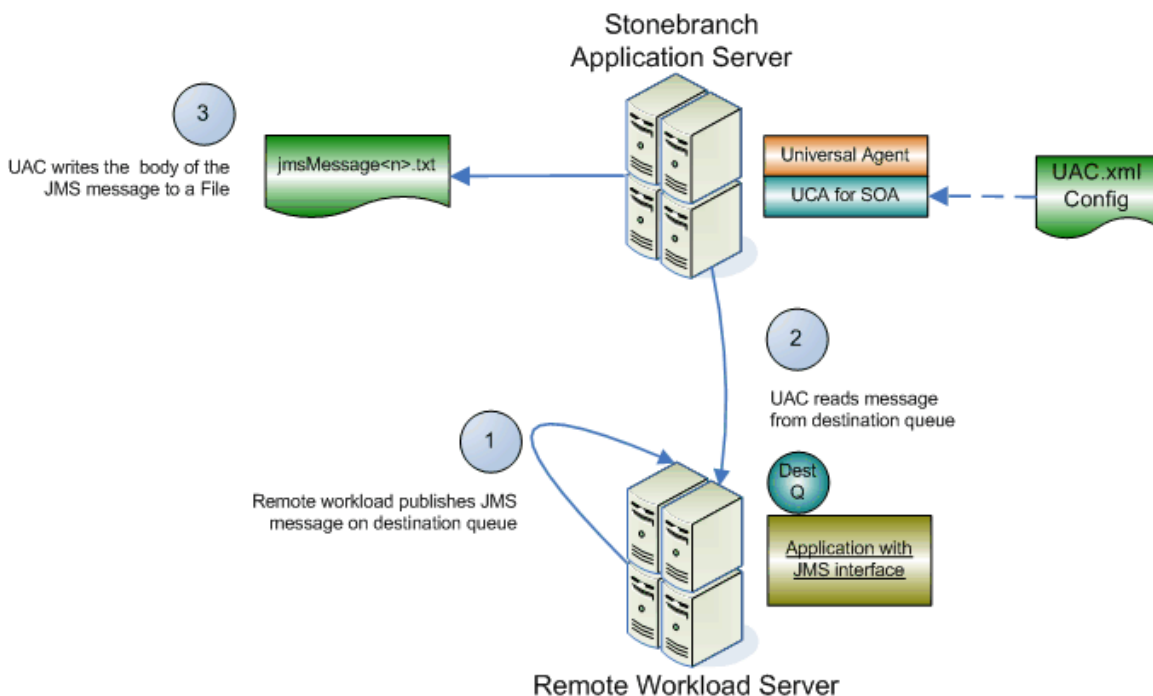 Stonebranch
Application Server
3
UAC writes the body of the
JMS message to a File
jmsMessage<n>.txt
Universal Agent
UCA for SOA
UAC.xml
Config
2
UAC reads message
from destination queue
1
Remote workload publishes JMS
message on destination queue
Dest
Q
Application with
JMS interface
Remote Workload Server